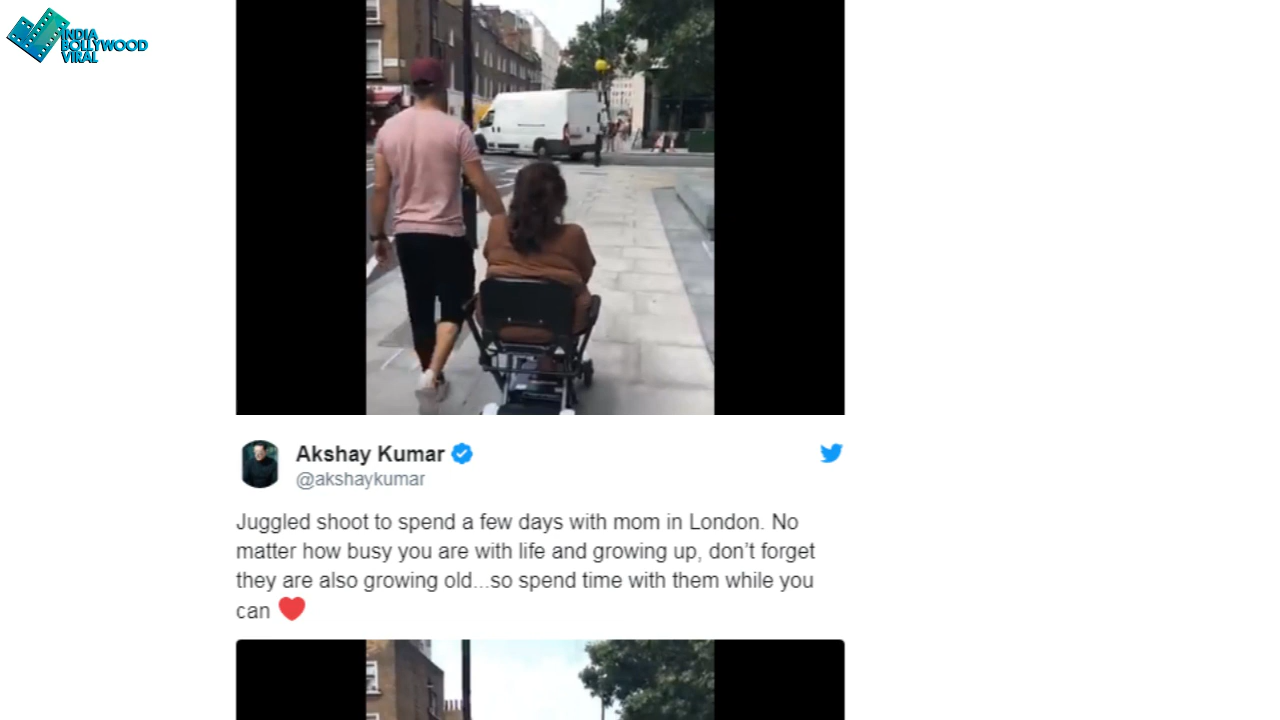 INDIA
BOLLYWOOD
VIRAL
Akshay Kumar
@akshaykumar
Juggled shoot to spend a few days with mom in London. No
matter how busy you are with life and growing up, don’t forget
they are also growing old...so spend time with them while you
can ❤️